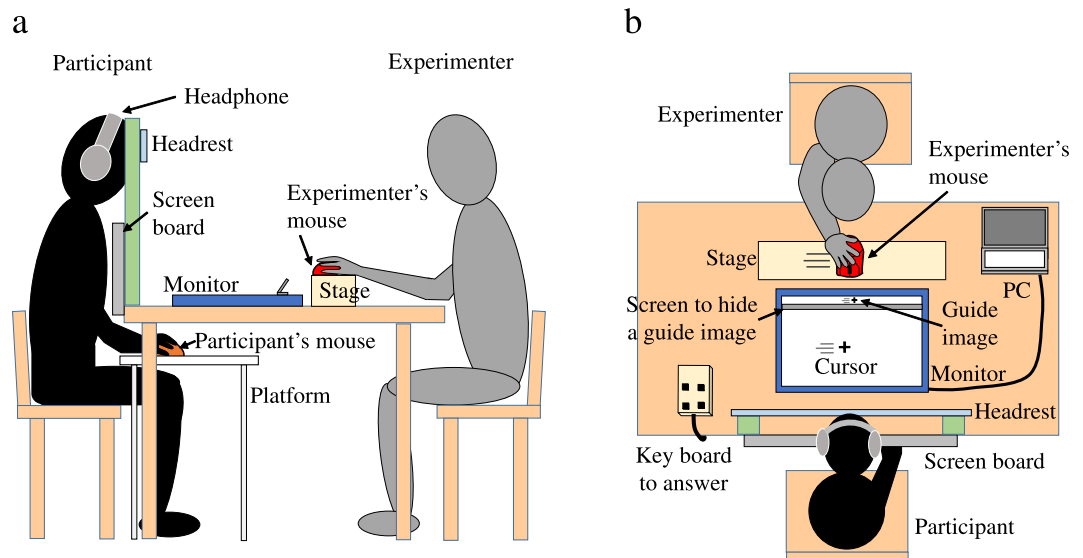 a
Participant
Experimenter
Headphone
Headrest
Screen
board
Experimenter's
mouse
Monitor
Stage
Participant's mouse
Platform
b
Experimenter
Experimenter's
mouse
Stage
PC
Screen to hide
a guide image
Guide
image
Cursor
Monitor
Headrest
Key board
to answer
Screen board
Participant